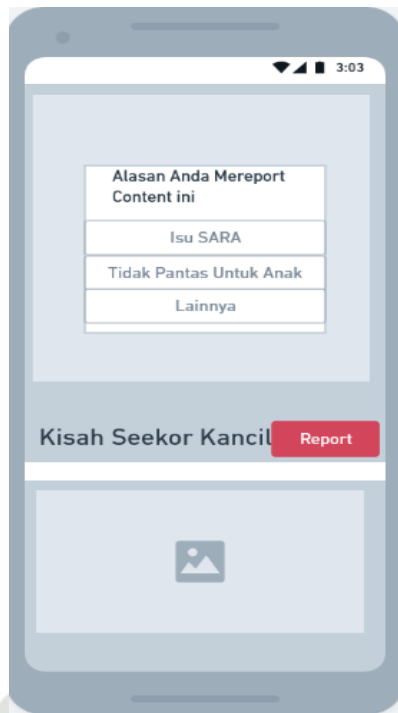 3:03
Alasan Anda Mereport
Content ini
Isu SARA
Tidak Pantas Untuk Anak
Lainnya
Kisah Seekor Kancil
Report